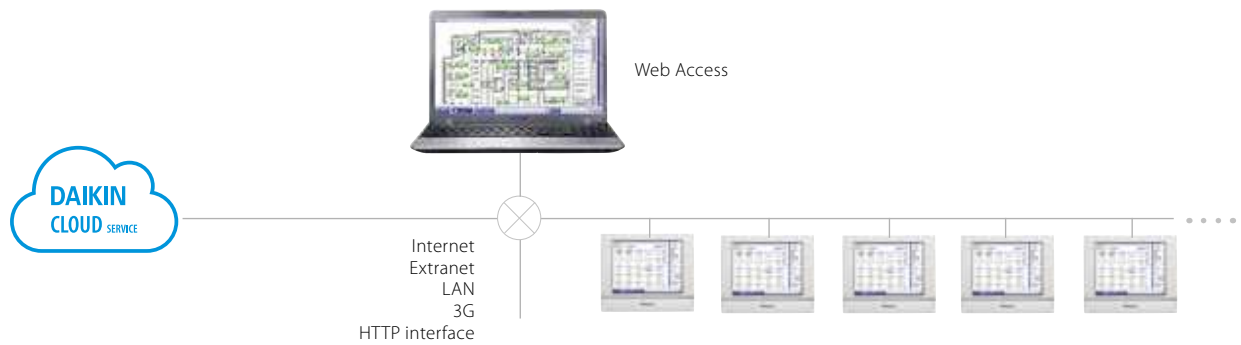 Web Access
DAIKIN
CLOUD SERVICE
Internet
Extranet
LAN
3G
HTTP interface